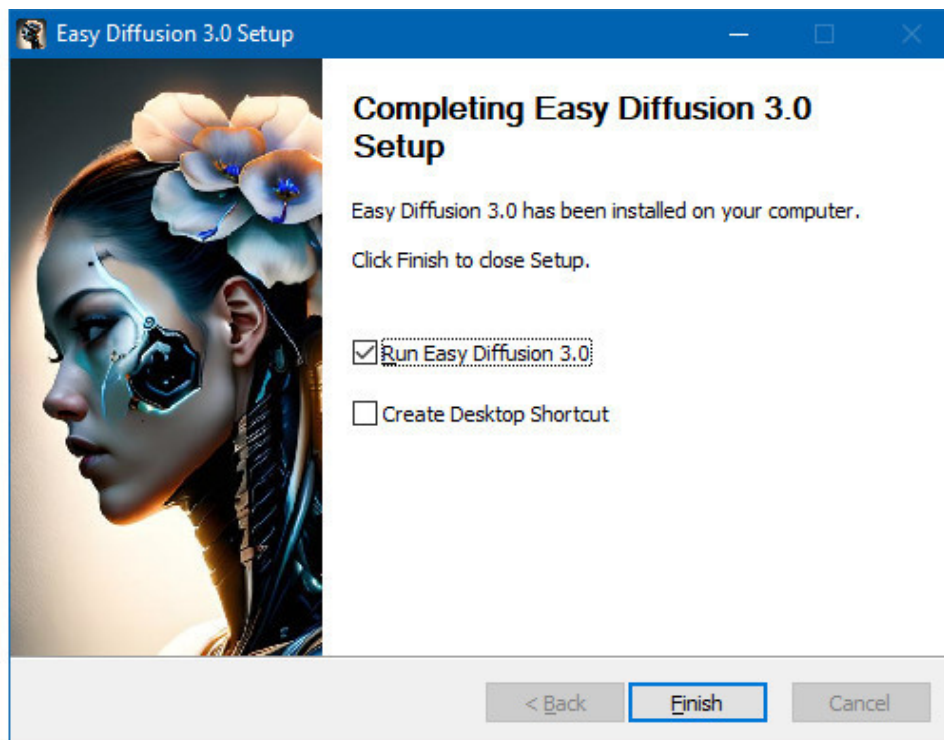 Easy Diffusion 3.0 Setup
Completing Easy Diffusion 3.0
Setup
Easy Diffusion 3.0 has been installed on your computer.
Click Finish to close Setup.
Run Easy Diffusion 3.0
Create Desktop Shortcut
< Back
Finish
Cancel